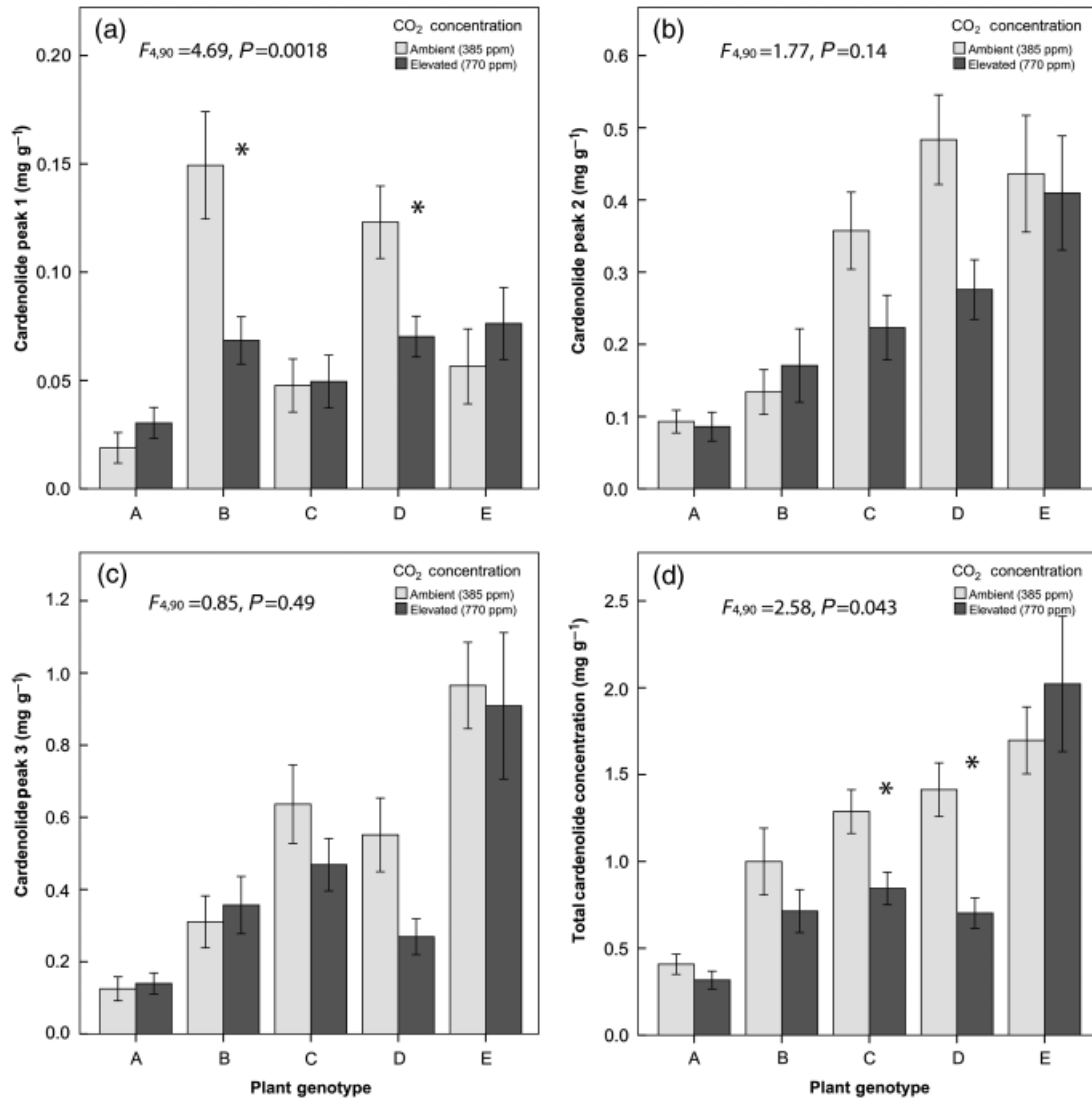 (a)
CO₂ concentration
Ambient (385 ppm)
Elevated (770 ppm)
F4,90 =4.69, P=0.0018
Cardenolide peak 1 (mg g⁻¹)
0.20
0.15
0.10
0.05
0.0
A B C D E
*
*
(b)
CO₂ concentration
Ambient (385 ppm)
Elevated (770 ppm)
F4,90 =1.77, P=0.14
Cardenolide peak 2 (mg g⁻¹)
0.6
0.5
0.4
0.3
0.2
0.1
0.0
A B C D E
(c)
CO₂ concentration
Ambient (385 ppm)
Elevated (770 ppm)
F4,90 =0.85, P=0.49
Cardenolide peak 3 (mg g⁻¹)
1.2
1.0
0.8
0.6
0.4
0.2
0.0
A B C D E
Plant genotype
(d)
CO₂ concentration
Ambient (385 ppm)
Elevated (770 ppm)
F4,90 =2.58, P=0.043
Total cardenolide concentration (mg g⁻¹)
2.5
2.0
1.5
1.0
0.5
0.0
*
*
A B C D E
Plant genotype